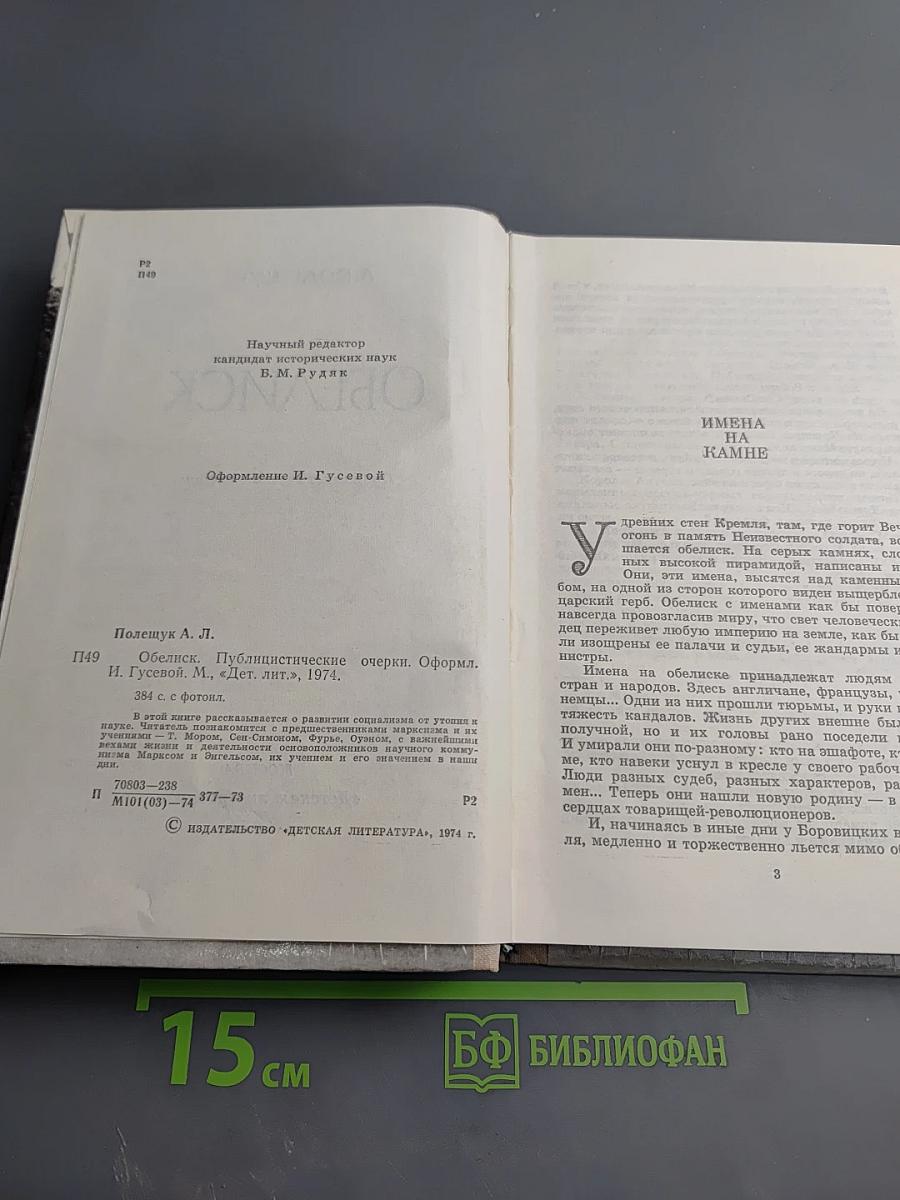 Р2
П49
Научный редактор
кандидат исторических наук
Б. М. Рудяк
Оформление И. Гусевой
Полещук А. Л.
П49 Обелиск. Публицистические очерки. Оформл.
И. Гусевой. М., «Дет. лит.», 1974.
384 с. с фотоил.
В этой книге рассказывается о развитии социализма от утопии к
науке. Читатель познакомится с предшественниками марксизма и их
учениями — Т. Мором, Сен-Симоном, Фурье, Оуэном, с важнейшими
вехами жизни и деятельности основоположников научного комму-
низма Марксом и Энгельсом, их учением и его значением в наши
дни.
П 70803—238
М101(03)—74 377—73 Р2
© ИЗДАТЕЛЬСТВО «ДЕТСКАЯ ЛИТЕРАТУРА», 1974 г.
ИМЕНА
НА
КАМНЕ
У древних стен Кремля, там, где горит Веч
огонь в память Неизвестного солдата, во
шается обелиск. На серых камнях, сло
ных высокой пирамидой, написаны и
Они, эти имена, высятся над каменны
бом, на одной из сторон которого виден выщербле
царский герб. Обелиск с именами как бы повер
навсегда провозгласив миру, что свет человечески
дец переживет любую империю на земле, как бы
ли изощрены ее палачи и судьи, ее жандармы и
нистры.
Имена на обелиске принадлежат людям
стран и народов. Здесь англичане, французы,
немцы... Одни из них прошли тюрьмы, и руки
тяжесть кандалов. Жизнь других внешне был
получной, но и их головы рано поседели
И умирали они по-разному: кто на эшафоте, кт
ме, кто навеки уснул в кресле у своего рабоч
Люди разных судеб, разных характеров, ра
мен... Теперь они нашли новую родину — в
сердцах товарищей-революционеров.
И, начинаясь в иные дни у Боровицких в
ля, медленно и торжественно льется мимо об
3
15 см
БФ БИБЛИОФАН